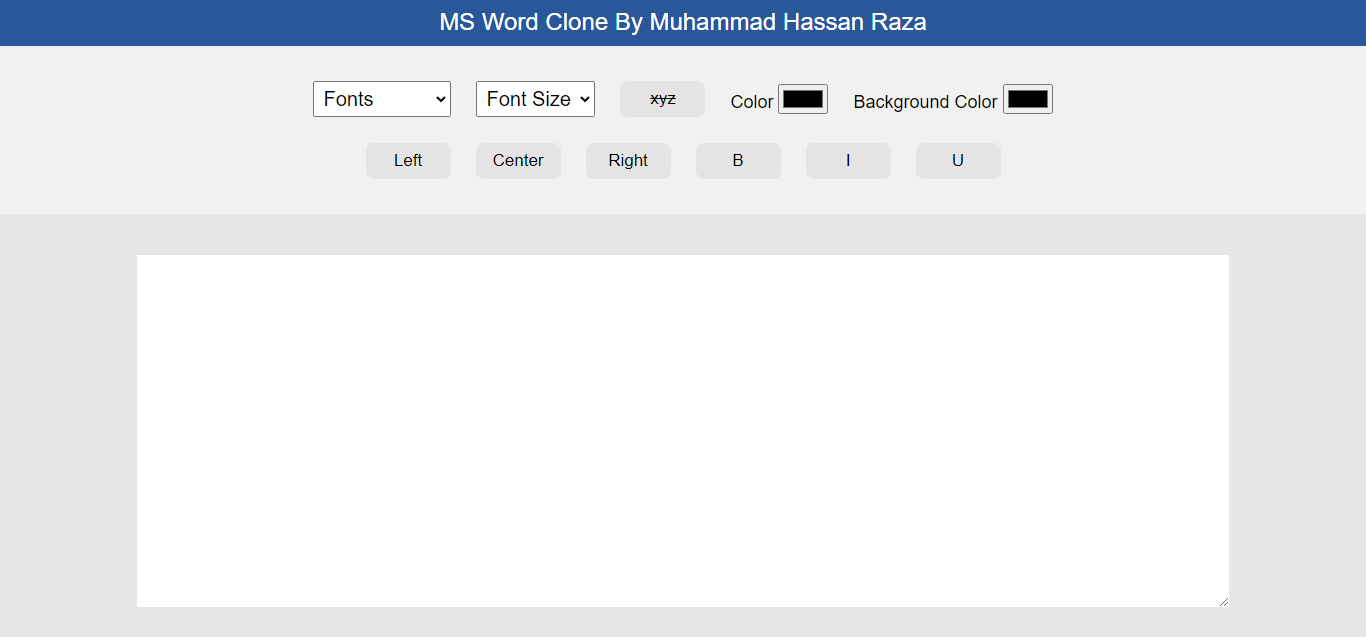 MS Word Clone By Muhammad Hassan Raza
Fonts Font Size xyz Color Background Color
Left Center Right B I U